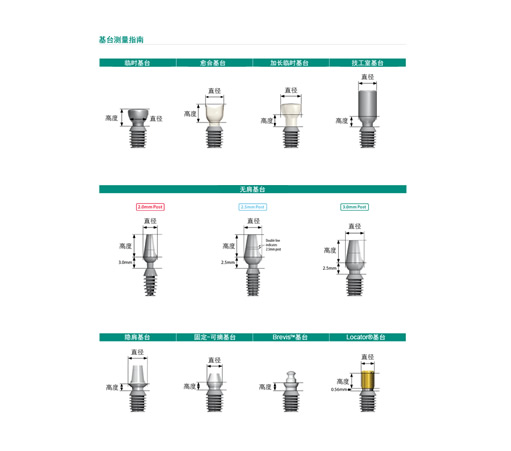 基台测量指南
临时基台 愈合基台 加长临时基台 技工室基台
高度 直径
直径 高度
直径 高度
直径 高度
无肩基台
2.0mm Post 2.5mm Post 3.0mm Post
直径 高度 3.0mm
直径 高度 2.5mm
直径 高度 2.5mm
隐肩基台 固定-可摘基台 Brevis™基台 Locator®基台
直径 高度
直径 高度
高度
直径 高度 0.56mm